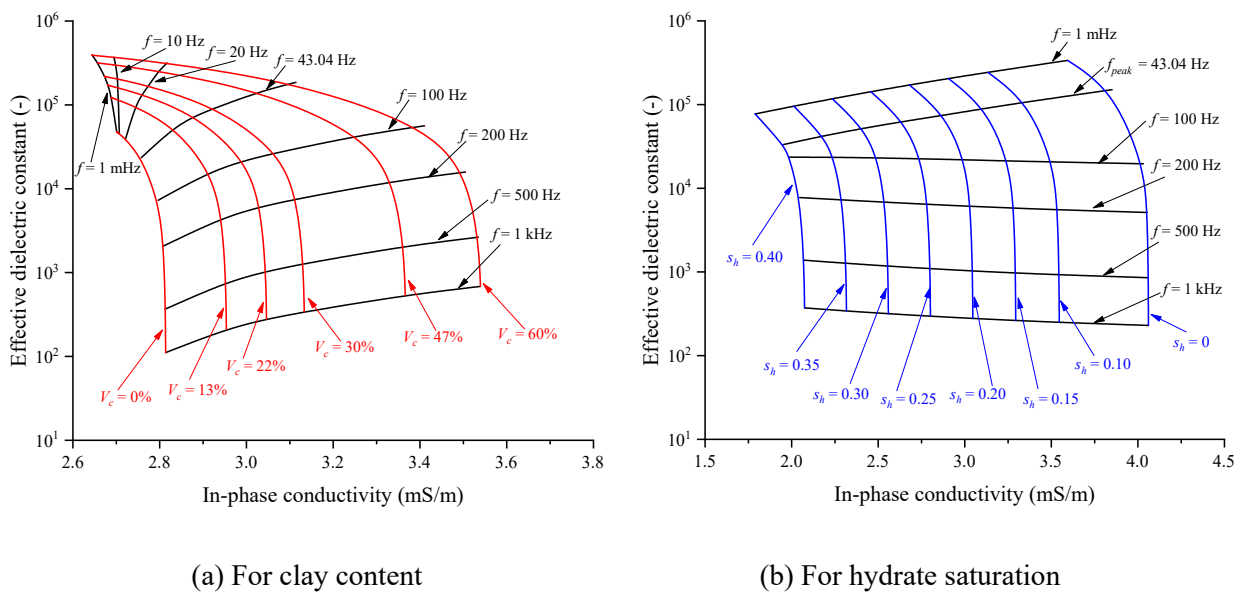 10⁶
10⁵
10⁴
10³
10²
10¹
Effective dielectric constant (-)
f = 10 Hz
f = 20 Hz
f = 43.04 Hz
f = 100 Hz
f = 200 Hz
f = 500 Hz
f = 1 kHz
f = 1 mHz
V_c = 0%
V_c = 13%
V_c = 22%
V_c = 30%
V_c = 47%
V_c = 60%
2.6 2.8 3.0 3.2 3.4 3.6 3.8
In-phase conductivity (mS/m)
(a) For clay content
10⁶
10⁵
10⁴
10³
10²
10¹
Effective dielectric constant (-)
f = 1 mHz
f_peak = 43.04 Hz
f = 100 Hz
f = 200 Hz
f = 500 Hz
f = 1 kHz
s_h = 0.40
s_h = 0.35
s_h = 0.30
s_h = 0.25
s_h = 0.20
s_h = 0.15
s_h = 0.10
s_h = 0
1.5 2.0 2.5 3.0 3.5 4.0 4.5
In-phase conductivity (mS/m)
(b) For hydrate saturation